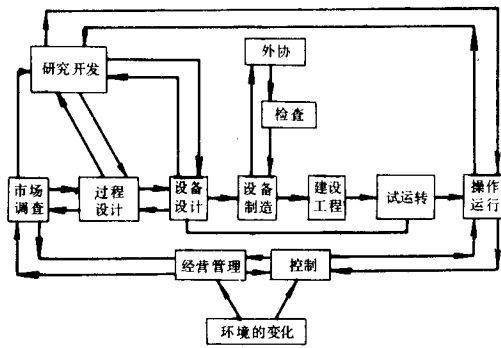 外协
研究开发
检查
市场
调查
过程
设计
设备
设计
设备
制造
建设
工程
试运转
操作
运行
经营管理
控制
环境的变化